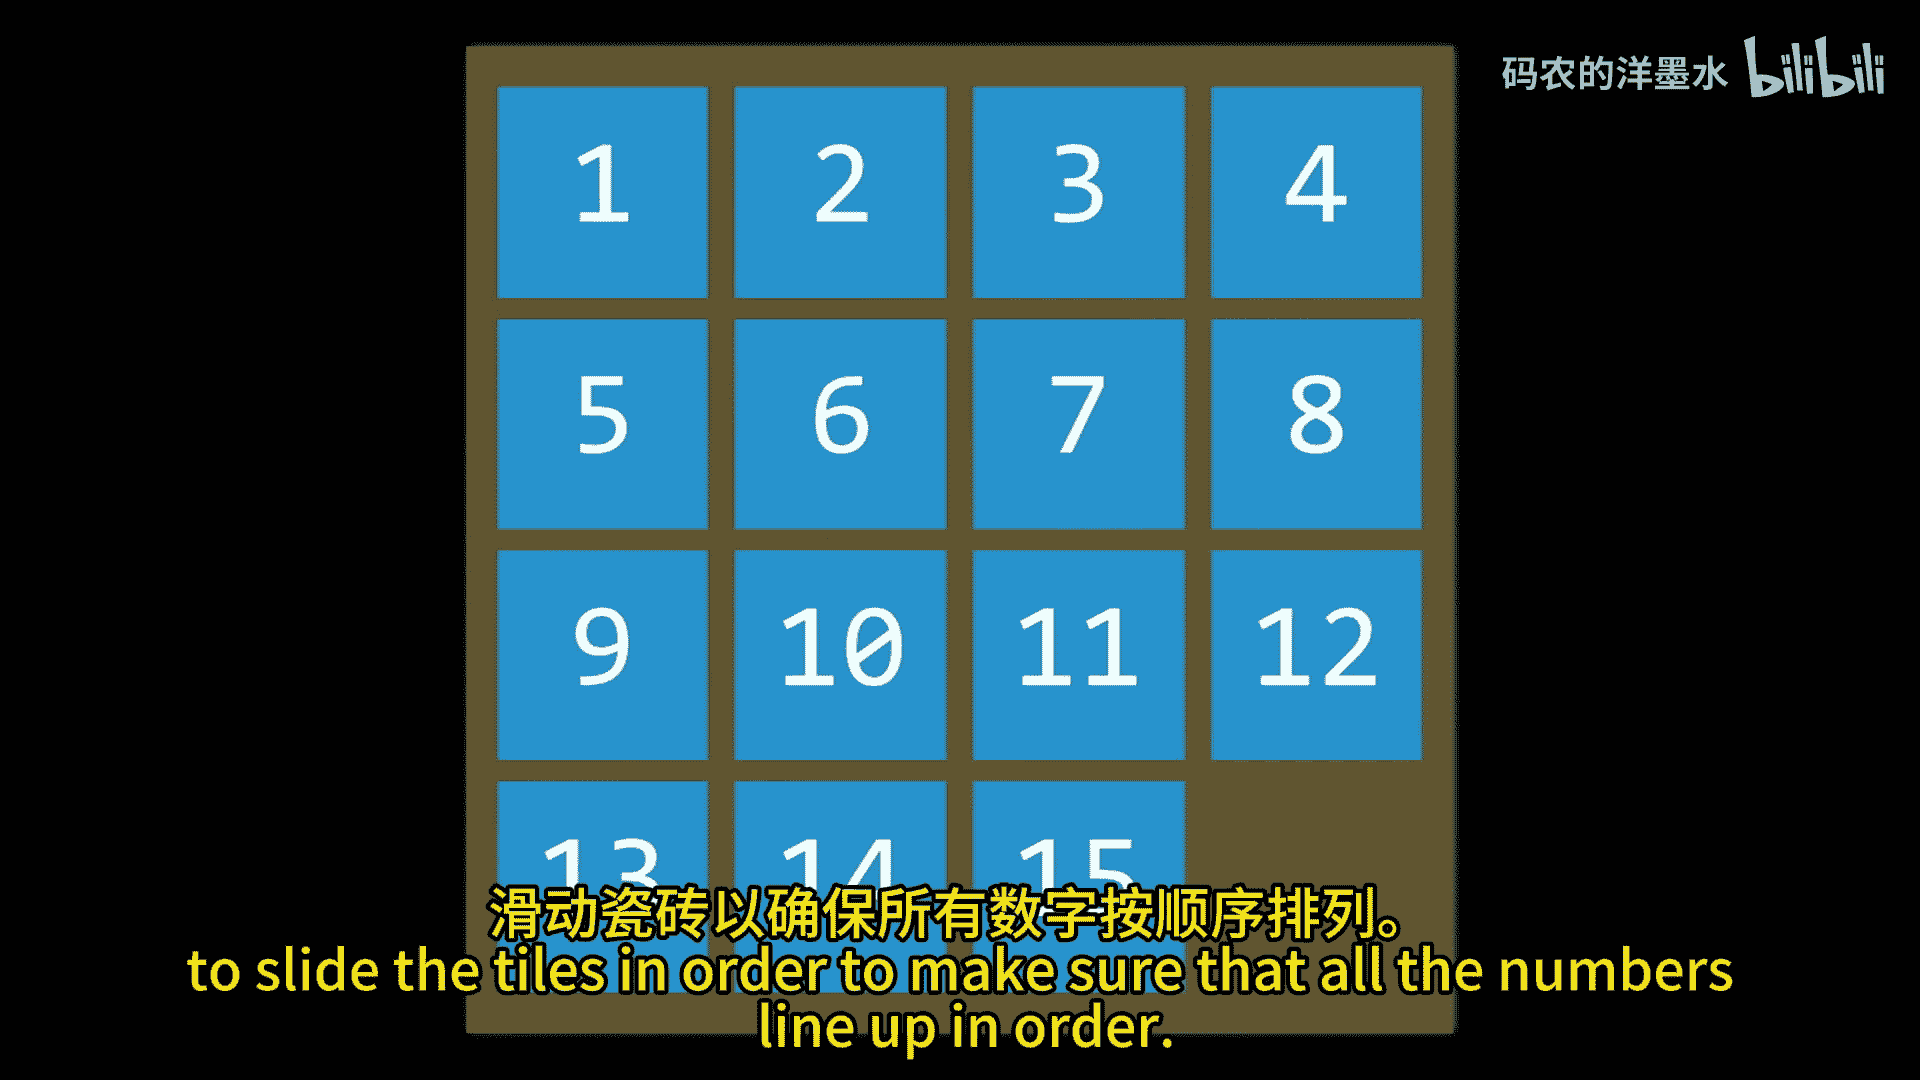 码农的洋墨水 bilibili
1 2 3 4
5 6 7 8
9 10 11 12
13 14 15
滑动瓷砖以确保所有数字按顺序排列。
to slide the tiles in order to make sure that all the numbers
line up in order.